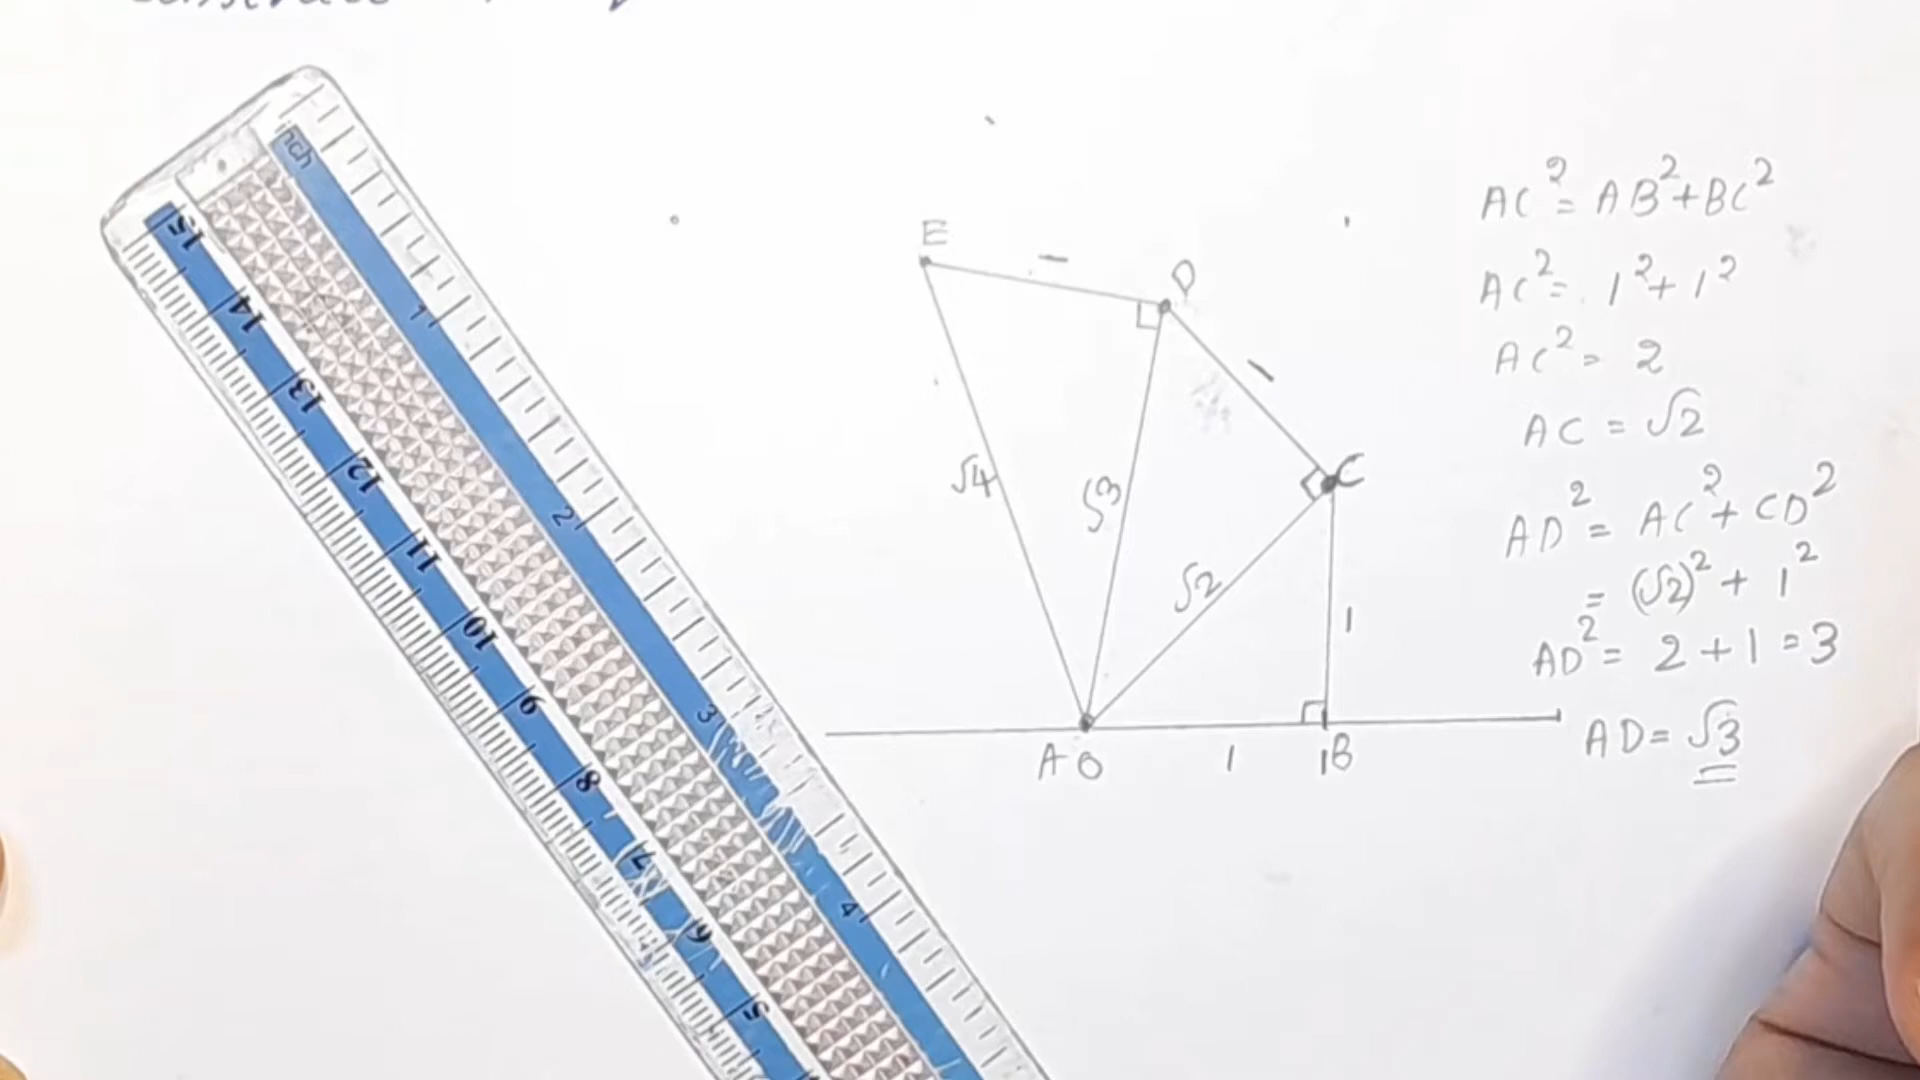 inch
15
14
13
12
11
10
9
8
7
6
5
1
2
3
4
E
D
C
√4
√3
√2
1
A 0
1
1B
AC² = AB² + BC²
AC² = 1² + 1²
AC² = 2
AC = √2
AD² = AC² + CD²
= (√2)² + 1²
AD² = 2 + 1 = 3
AD = √3